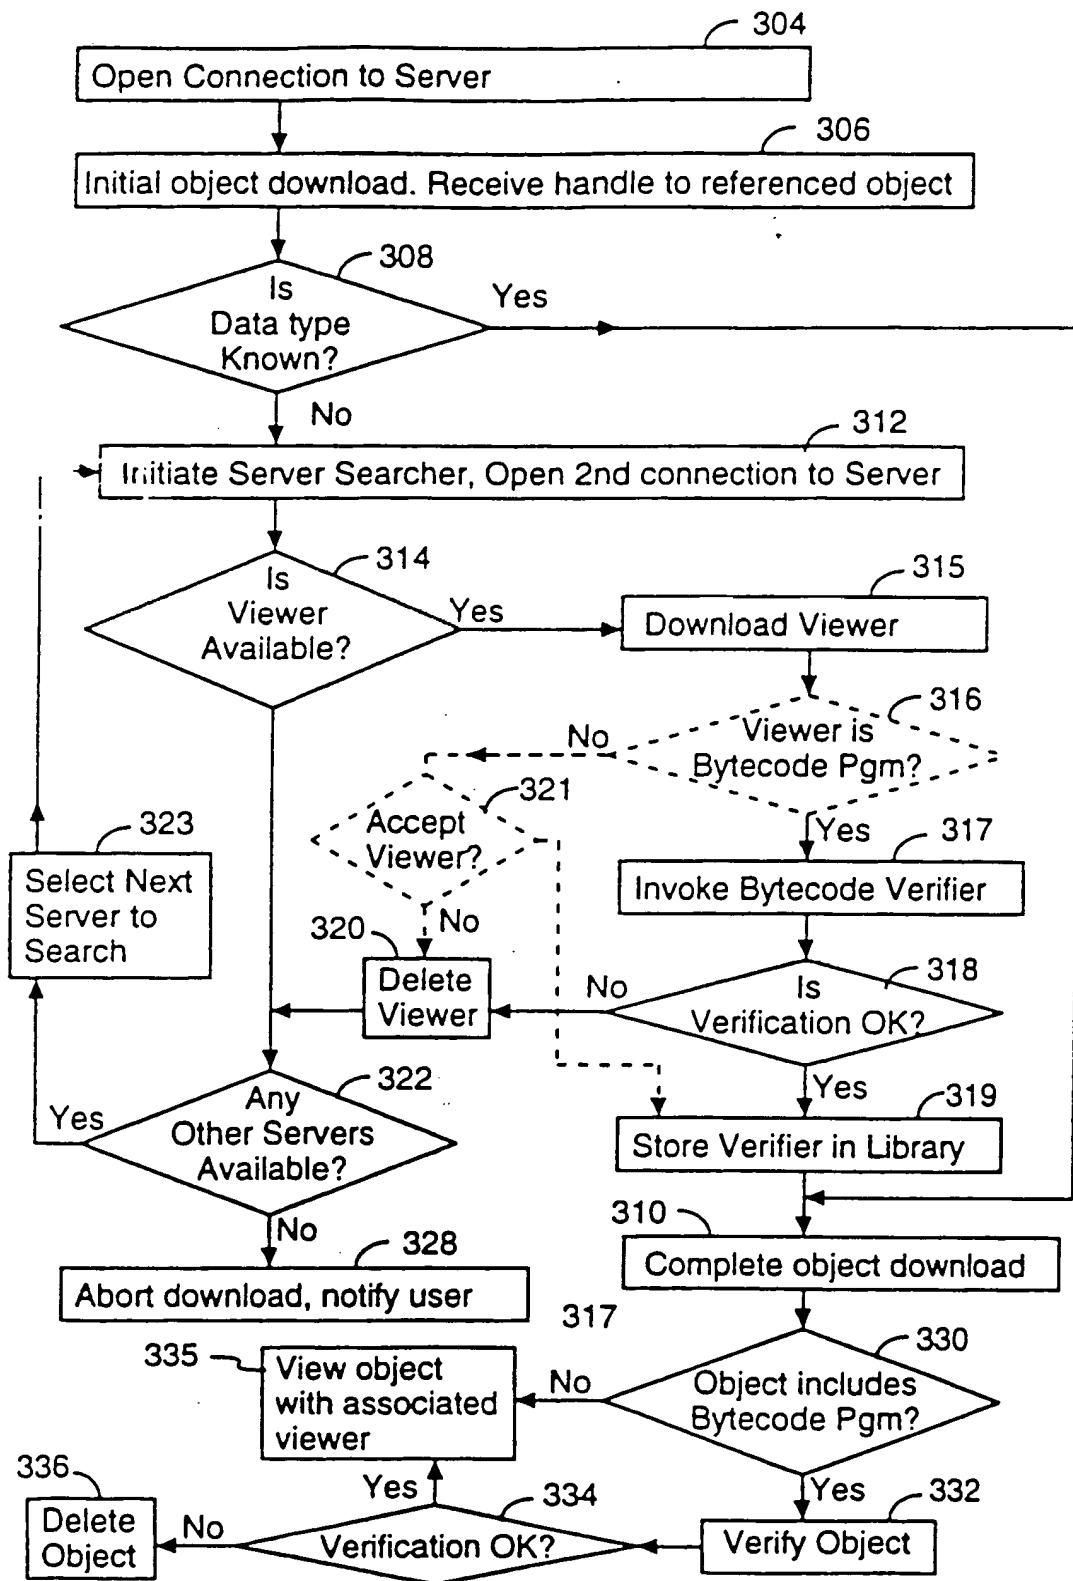 304
Open Connection to Server
306
Initial object download. Receive handle to referenced object
308
Is
Data type
Known?
Yes
No
312
Initiate Server Searcher, Open 2nd connection to Server
314
Is
Viewer
Available?
Yes
315
Download Viewer
316
Viewer is
Bytecode Pgm?
No
321
Accept
Viewer?
Yes
317
Invoke Bytecode Verifier
323
Select Next
Server to
Search
No
320
Delete
Viewer
No
318
Is
Verification OK?
Yes
322
Any
Other Servers
Available?
Yes
319
Store Verifier in Library
No
310
Complete object download
328
Abort download, notify user
317
330
Object includes
Bytecode Pgm?
No
335
View object
with associated
viewer
Yes
332
Verify Object
Yes
334
Verification OK?
No
336
Delete
Object